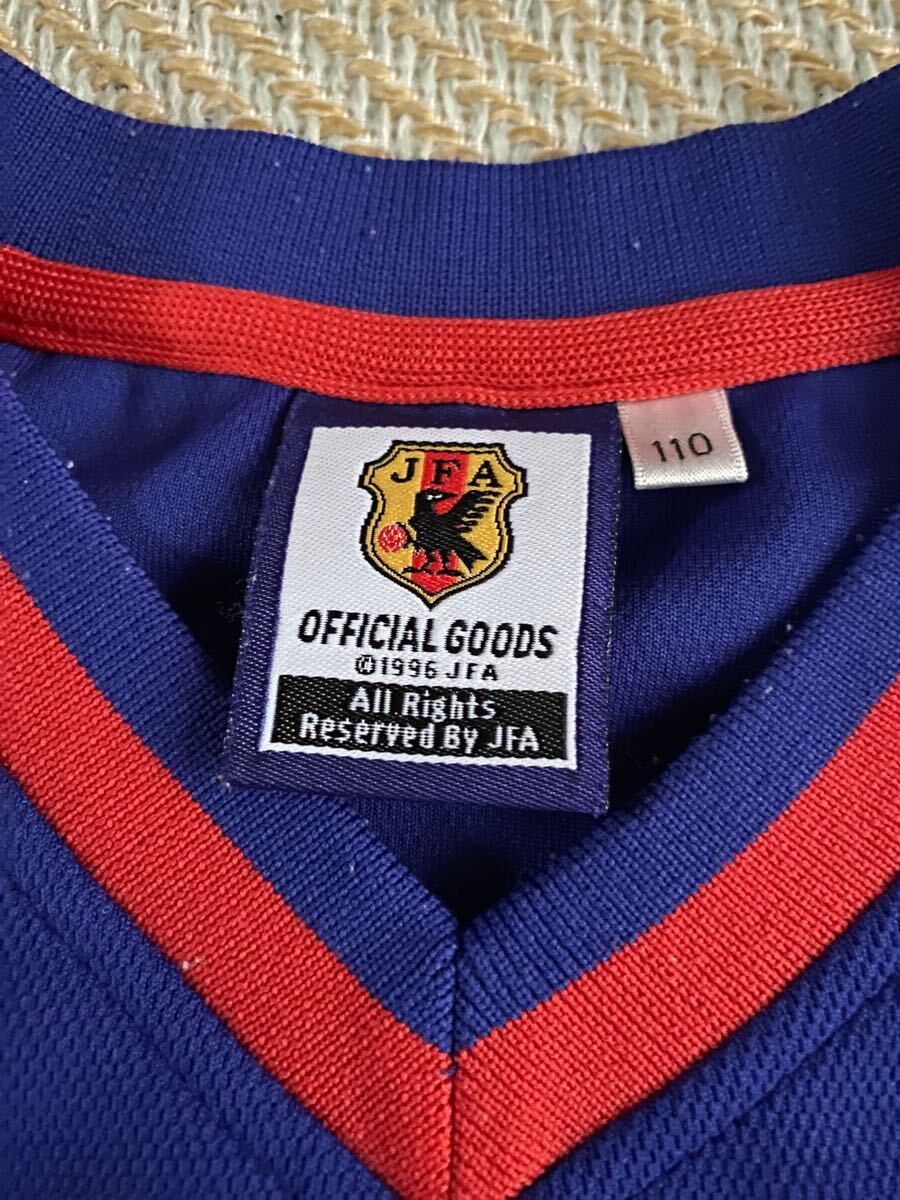 JFA
110
OFFICIAL GOODS
©1996 JFA
All Rights
Reserved By JFA